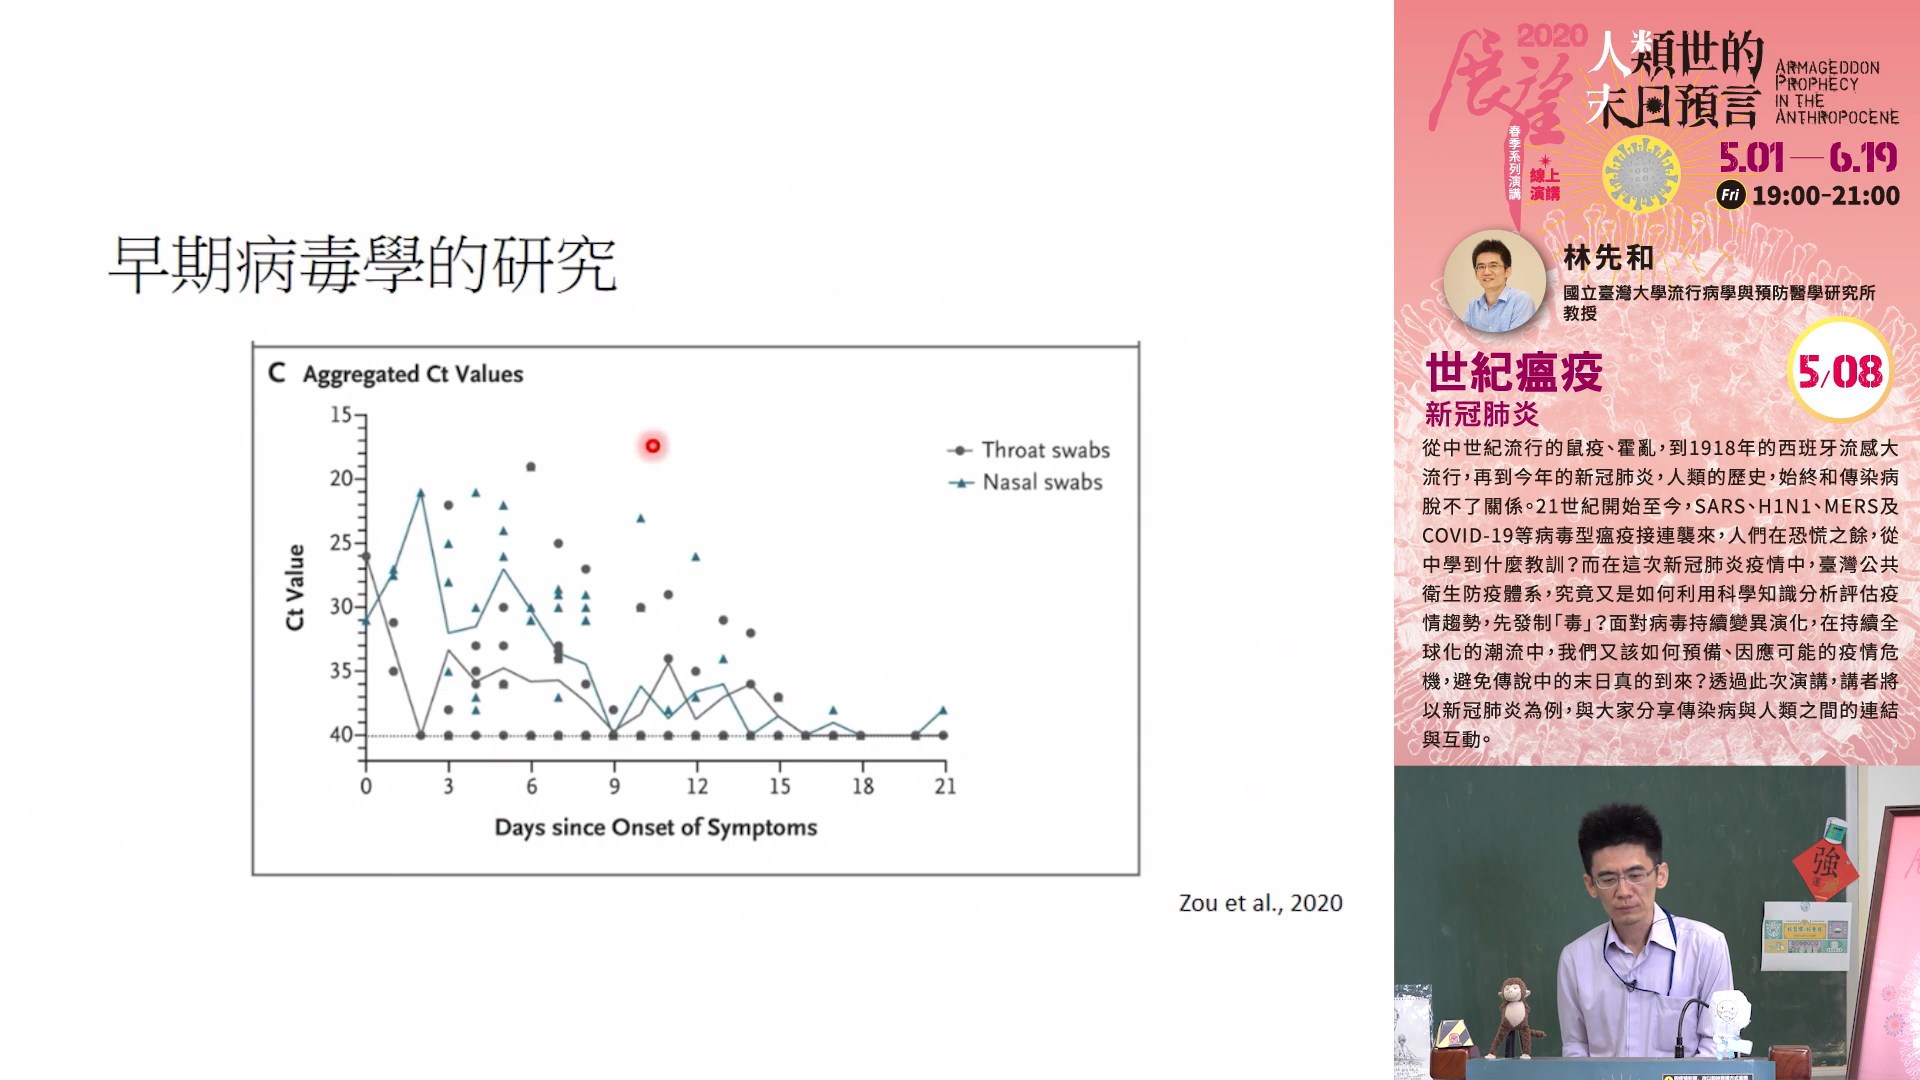 早期病毒學的研究
C Aggregated Ct Values
15
20
25
30
35
40
Ct Value
0 3 6 9 12 15 18 21
Days since Onset of Symptoms
Throat swabs
Nasal swabs
Zou et al., 2020
2020
展望
春季系列演講
線上
演講
人類世的
末日預言
ARMAGEDDON
PROPHECY
IN THE
ANTHROPOCENE
5.01—6.19
Fri 19:00-21:00
林先和
國立臺灣大學流行病學與預防醫學研究所
教授
5/08
世紀瘟疫
新冠肺炎
從中世紀流行的鼠疫、霍亂，到1918年的西班牙流感大
流行，再到今年的新冠肺炎，人類的歷史，始終和傳染病
脫不了關係。21世紀開始至今，SARS、H1N1、MERS及
COVID-19等病毒型瘟疫接連襲來，人們在恐慌之餘，從
中學到什麼教訓？而在這次新冠肺炎疫情中，臺灣公共
衛生防疫體系，究竟又是如何利用科學知識分析評估疫
情趨勢，先發制「毒」？面對病毒持續變異演化，在持續全
球化的潮流中，我們又該如何預備、因應可能的疫情危
機，避免傳說中的末日真的到來？透過此次演講，講者將
以新冠肺炎為例，與大家分享傳染病與人類之間的連結
與互動。
強